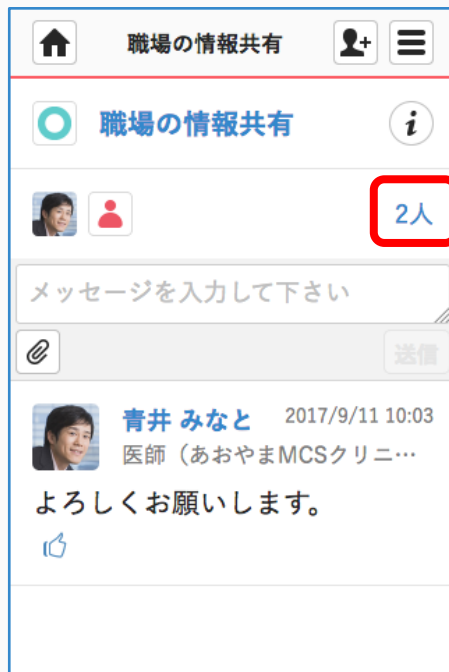 職場の情報共有
職場の情報共有
i
2人
メッセージを入力して下さい
送信
青井 みなと 2017/9/11 10:03
医師（あおやまMCSクリニ…
よろしくお願いします。